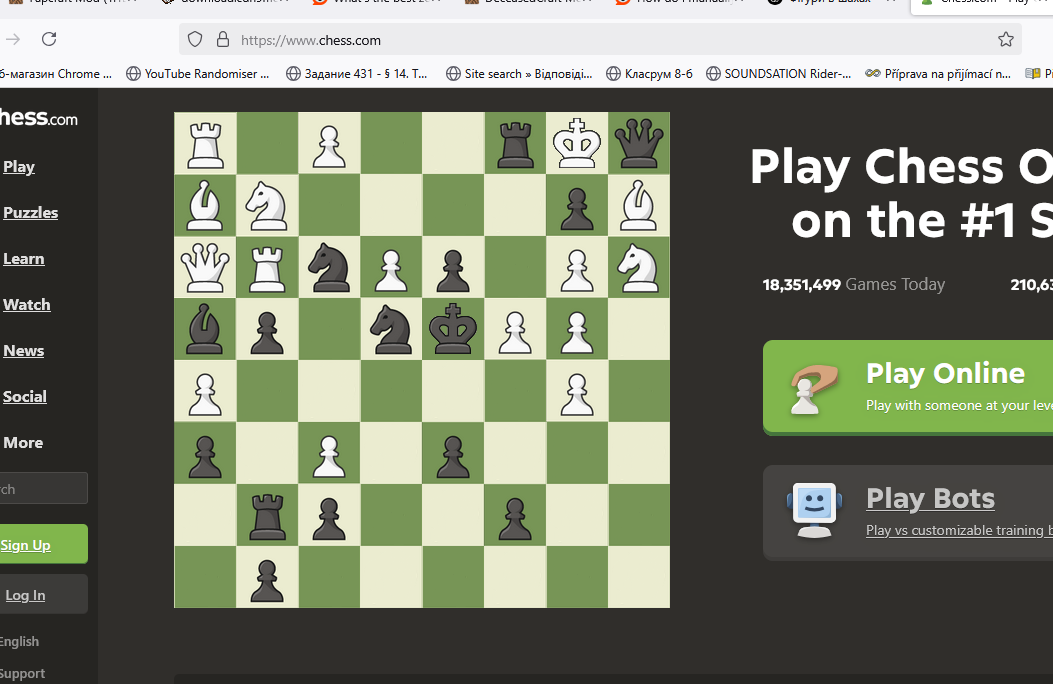 https://www.chess.com
YouTube Randomiser ...
Задание 431 - § 14. Т...
Site search » Відповіді...
Класрум 8-б
SOUNDSATION Rider-...
Příprava na přijímací n...
б-магазин Chrome ...
hess.com
Play
Puzzles
Learn
Watch
News
Social
More
rch
Sign Up
Log In
English
Support
Play Chess O
on the #1 S
18,351,499 Games Today
210,63
Play Online
Play with someone at your leve
Play Bots
Play vs customizable training b